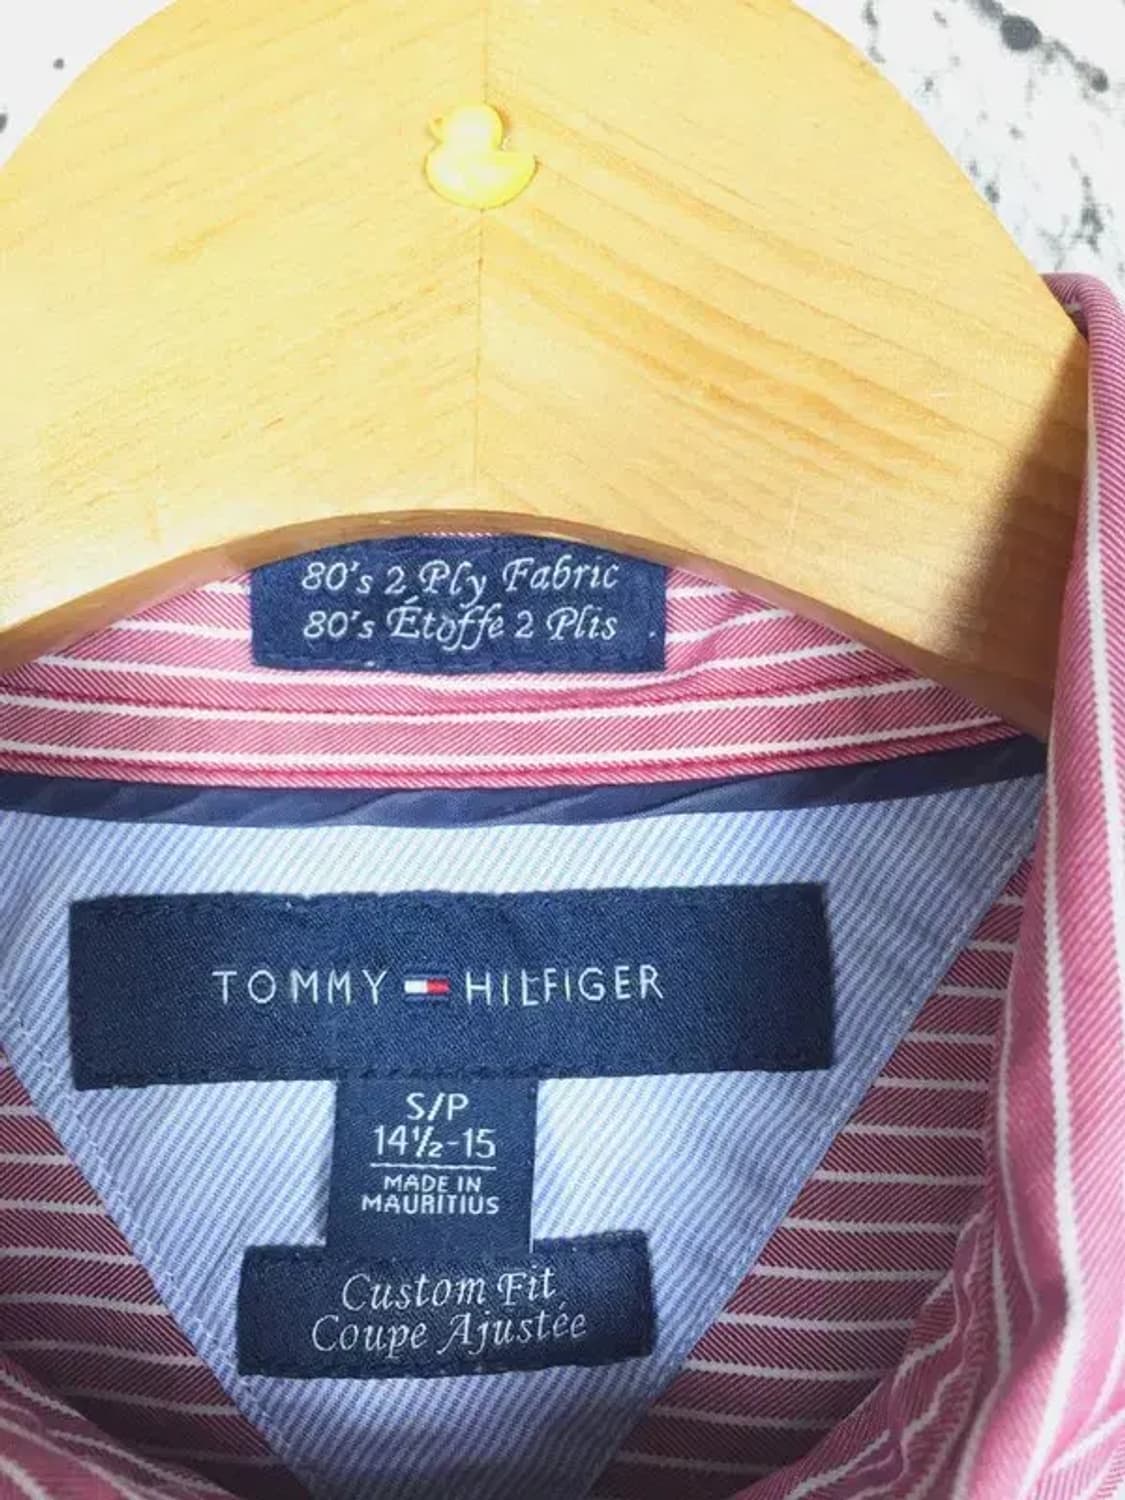 80's 2 Ply Fabric
80's Étoffe 2 Plis
TOMMY HILFIGER
S/P
14½-15
MADE IN
MAURITIUS
Custom Fit
Coupe Ajustée